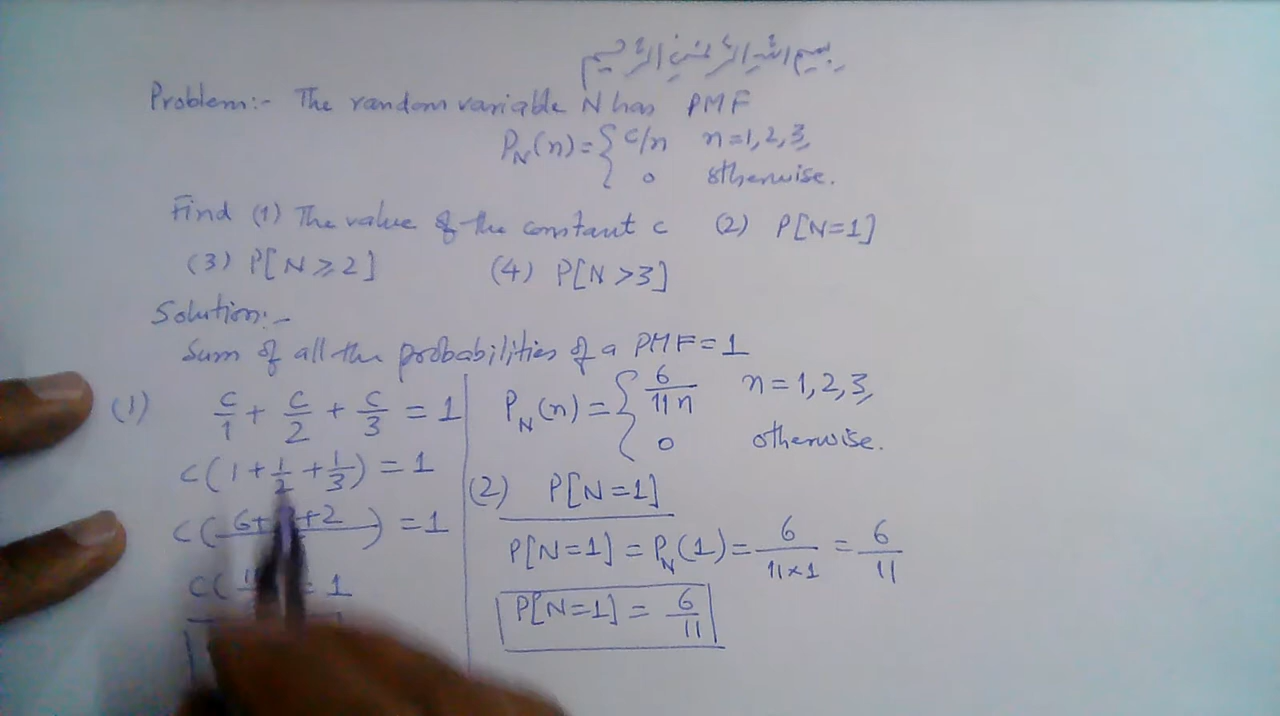 بسم الله الرحمن الرحيم
Problem:- The random variable N has PMF
P_N(n) = { c/n n=1,2,3,
0 otherwise.
Find (1) The value of the constant c (2) P[N=1]
(3) P[N ≥ 2] (4) P[N >3]
Solution:-
Sum of all the probabilities of a PMF = 1
(1) c/1 + c/2 + c/3 = 1
c(1 + 1/2 + 1/3) = 1
c(6+ +2 ) = 1
c( = 1
P_N(n) = { 6/11n n = 1,2,3,
0 otherwise.
(2) P[N=1]
P[N=1] = P_N(1) = 6/11×1 = 6/11
P[N=1] = 6/11